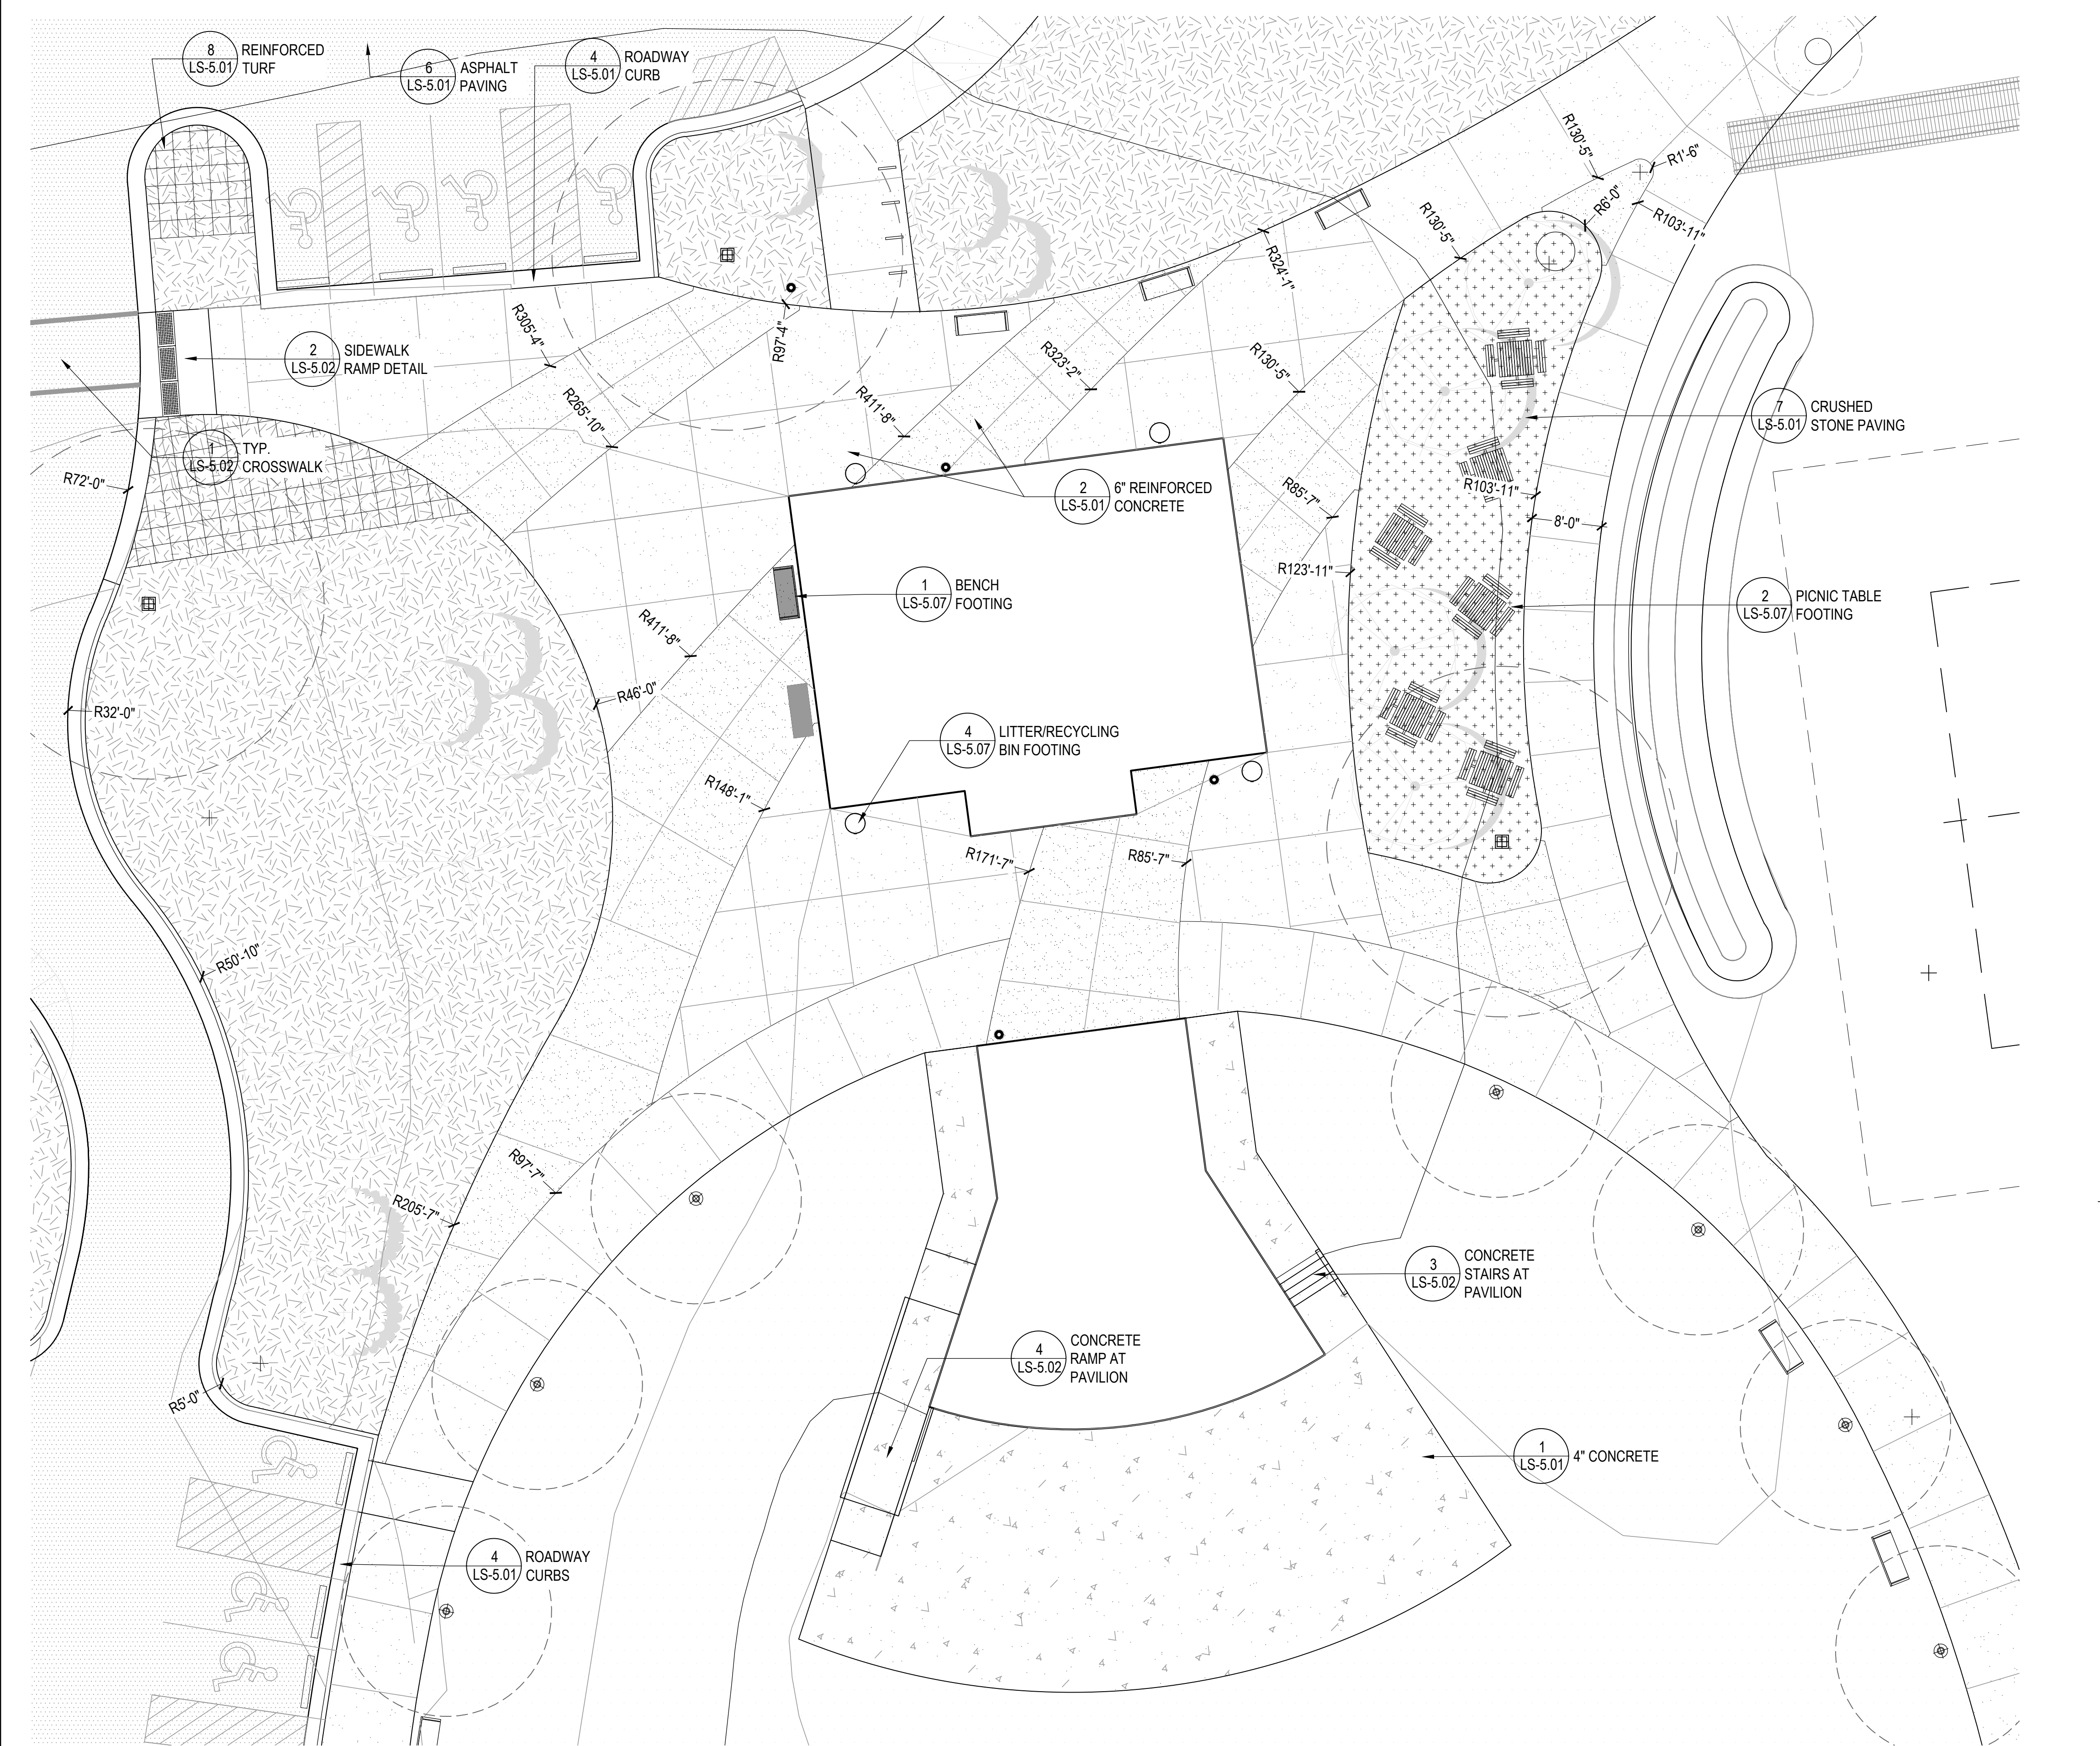 8
LS-5.01
REINFORCED
TURF
6
LS-5.01
ASPHALT
PAVING
4
LS-5.01
ROADWAY
CURB
R130'-5"
R1'-6"
R6'-0"
R103'-11"
R130'-5"
R324'-1"
R305'-4"
R97'-4"
2
LS-5.02
SIDEWALK
RAMP DETAIL
R323'-2"
R130'-5"
R265'-10"
R411'-8"
7
LS-5.01
CRUSHED
STONE PAVING
1
LS-5.02
TYP.
CROSSWALK
R72'-0"
2
LS-5.01
6" REINFORCED
CONCRETE
R85'-7"
R103'-11"
8'-0"
R123'-11"
1
LS-5.07
BENCH
FOOTING
2
LS-5.07
PICNIC TABLE
FOOTING
R411'-8"
R46'-0"
R32'-0"
4
LS-5.07
LITTER/RECYCLING
BIN FOOTING
R148'-1"
R171'-7"
R85'-7"
R50'-10"
R97'-7"
R205'-7"
3
LS-5.02
CONCRETE
STAIRS AT
PAVILION
4
LS-5.02
CONCRETE
RAMP AT
PAVILION
R5'-0"
1
LS-5.01
4" CONCRETE
4
LS-5.01
ROADWAY
CURBS